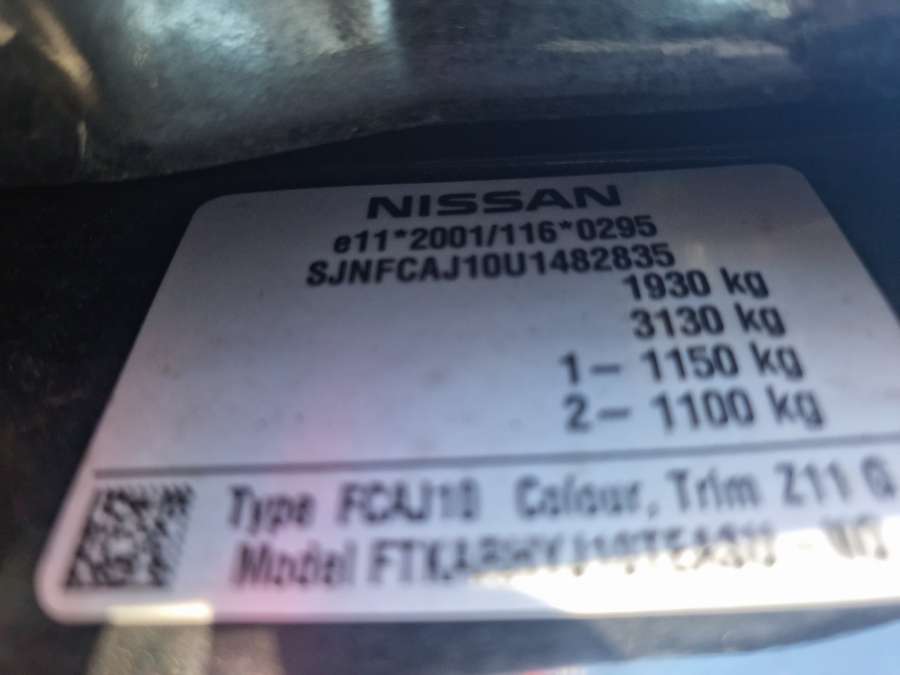 NISSAN
e11*2001/116*0295
SJNFCAJ10U1482835
1930 kg
3130 kg
1- 1150 kg
2- 1100 kg
Type FCAJ10 Colour, Trim Z11 G
Model